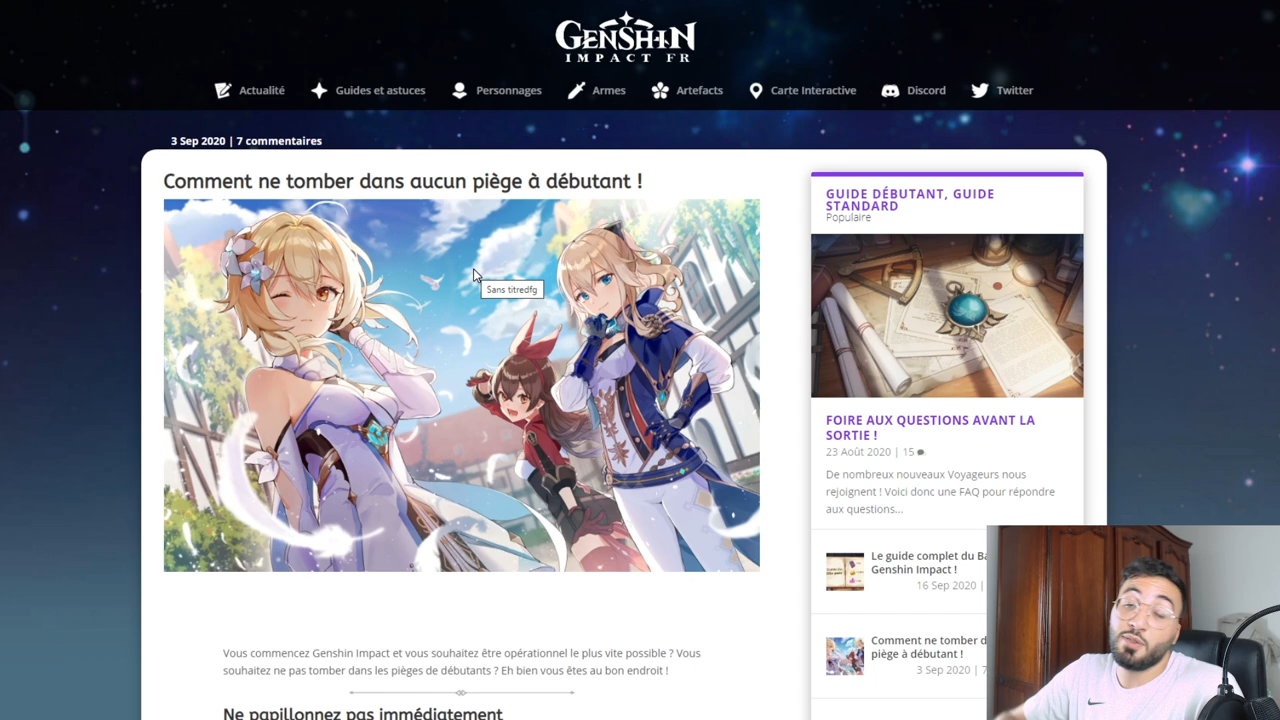 GENSHIN
IMPACT FR
Actualité
Guides et astuces
Personnages
Armes
Artefacts
Carte Interactive
Discord
Twitter
3 Sep 2020 | 7 commentaires
Comment ne tomber dans aucun piège à débutant !
Sans titredfg
Vous commencez Genshin Impact et vous souhaitez être opérationnel le plus vite possible ? Vous
souhaitez ne pas tomber dans les pièges de débutants ? Eh bien vous êtes au bon endroit !
Ne papillonnez pas immédiatement
GUIDE DÉBUTANT, GUIDE
STANDARD
Populaire
FOIRE AUX QUESTIONS AVANT LA
SORTIE !
23 Août 2020 | 15
De nombreux nouveaux Voyageurs nous
rejoignent ! Voici donc une FAQ pour répondre
aux questions...
Le guide complet du Ba
Genshin Impact !
16 Sep 2020 |
Comment ne tomber d
piège à débutant !
3 Sep 2020 | 7